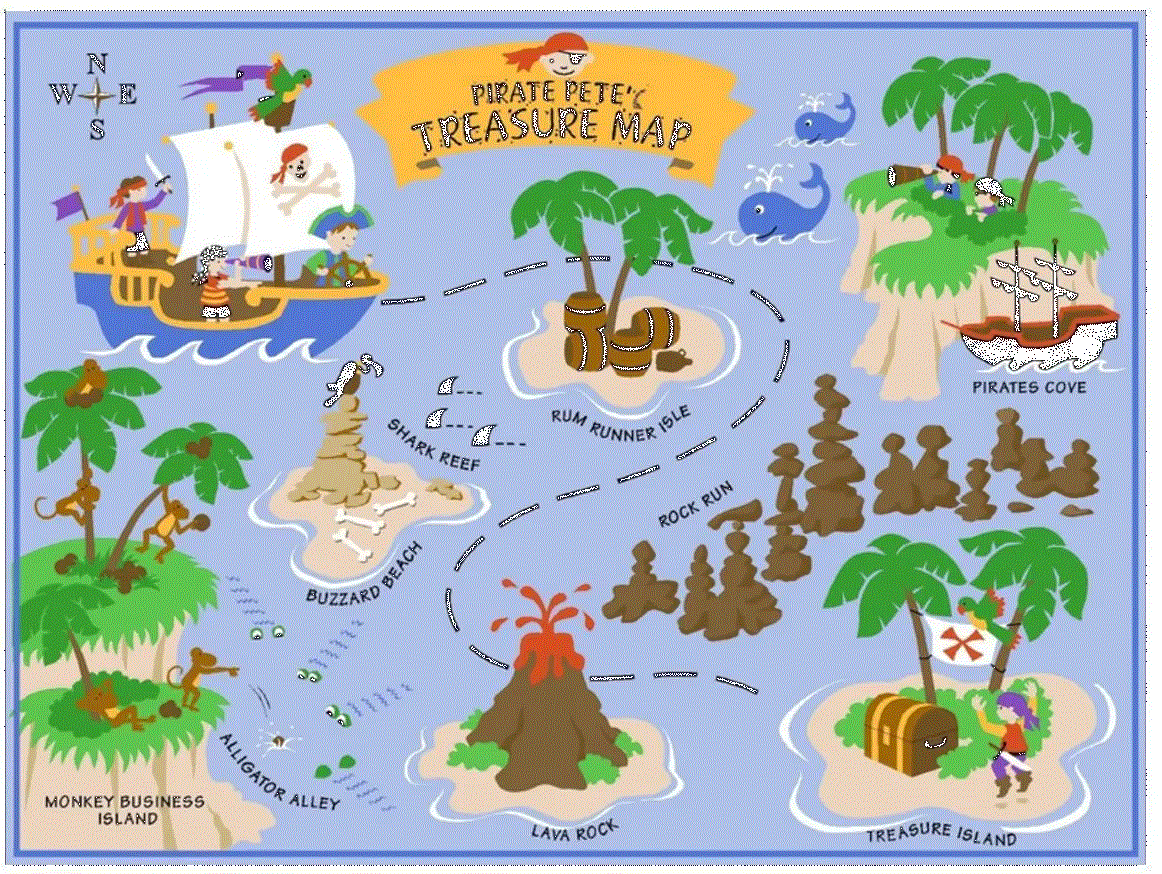 N
W E
S
PIRATE PETE'S
TREASURE MAP
PIRATES COVE
RUM RUNNER ISLE
SHARK REEF
ROCK RUN
BUZZARD BEACH
ALLIGATOR ALLEY
MONKEY BUSINESS
ISLAND
LAVA ROCK
TREASURE ISLAND